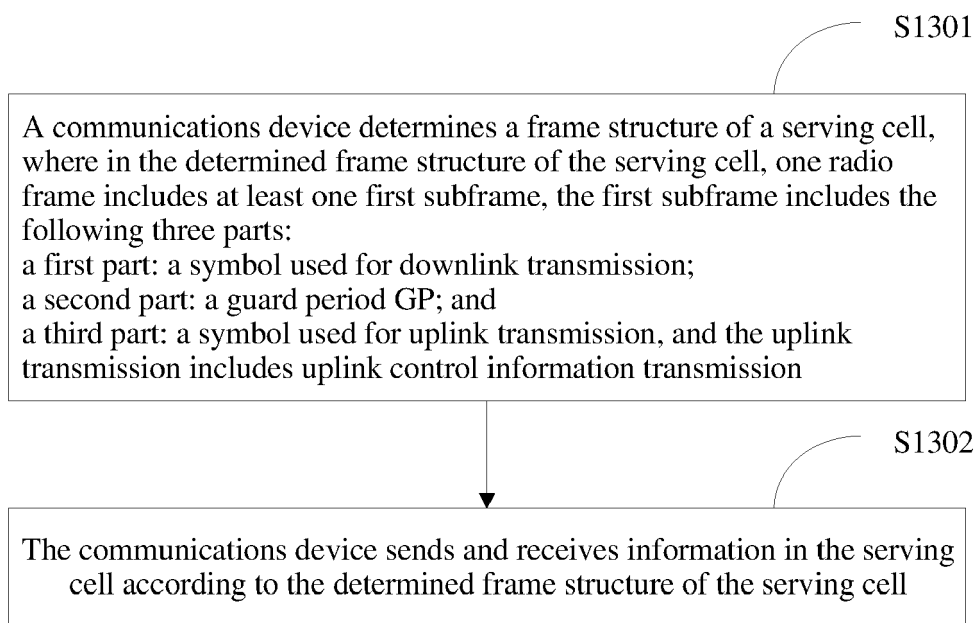 S1301
A communications device determines a frame structure of a serving cell,
where in the determined frame structure of the serving cell, one radio
frame includes at least one first subframe, the first subframe includes the
following three parts:
a first part: a symbol used for downlink transmission;
a second part: a guard period GP; and
a third part: a symbol used for uplink transmission, and the uplink
transmission includes uplink control information transmission
S1302
The communications device sends and receives information in the serving
cell according to the determined frame structure of the serving cell